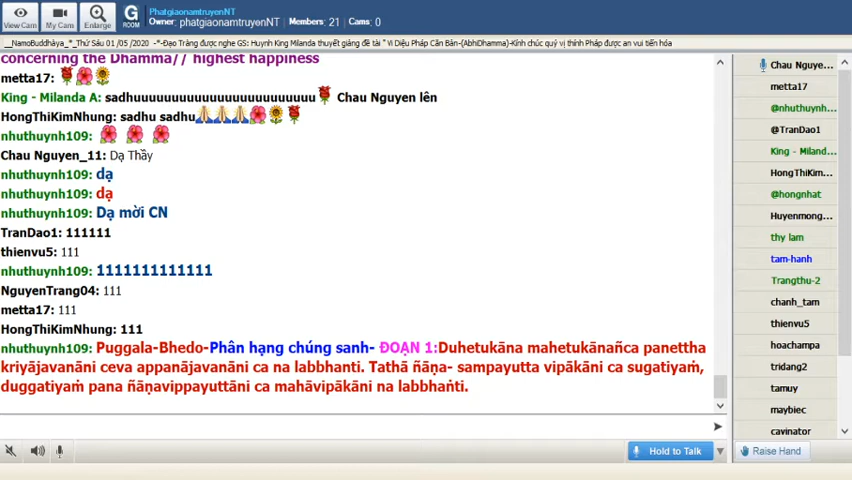 PhatgiaonamtruyenNT
Owner: phatgiaonamtruyenNT Members: 21 Cams: 0
View Cam My Cam Enlarge G ROOM
__NamoBuddhàya_*_Thứ Sáu 01 /05 /2020 -*-Đạo Tràng được nghe GS: Huynh King Milanda thuyết giảng đề tài " Vi Diệu Pháp Căn Bản-(AbhiDhamma)-Kính chúc quý vị thính Pháp được an vui tiến hóa
concerning the Dhamma// highest happiness
metta17:
King - Milanda A: sadhuuuuuuuuuuuuuuuuuuuuuuuuu Chau Nguyen lên
HongThiKimNhung: sadhu sadhu
nhuthuynh109:
Chau Nguyen_11: Dạ Thầy
nhuthuynh109: dạ
nhuthuynh109: dạ
nhuthuynh109: Dạ mời CN
TranDao1: 111111
thienvu5: 111
nhuthuynh109: 1111111111111
NguyenTrang04: 111
metta17: 111
HongThiKimNhung: 111
nhuthuynh109: Puggala-Bhedo-Phân hạng chúng sanh- ĐOẠN 1:Duhetukāna mahetukānañca panettha
kriyājavanāni ceva appanājavanāni ca na labbhanti. Tathā ñāṇa- sampayutta vipākāni ca sugatiyaṃ,
duggatiyaṃ pana ñāṇavippayuttāni ca mahāvipākāni na labbhaṅti.
Chau Nguye...
metta17
@nhuthuynh...
@TranDao1
King - Miland...
HongThiKim...
@hongnhat
Huyenmong...
thy lam
tam-hanh
Trangthu-2
chanh_tam
thienvu5
hoachampa
tridang2
tamuy
maybiec
cavinator
Hold to Talk
Raise Hand